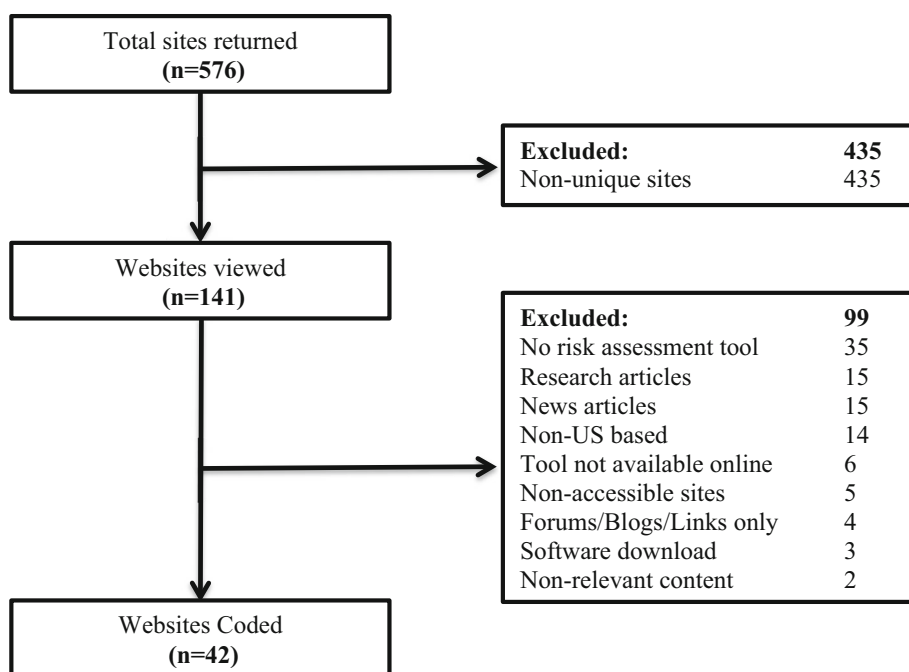 Total sites returned
(n=576)
Excluded: 435
Non-unique sites 435
Websites viewed
(n=141)
Excluded: 99
No risk assessment tool 35
Research articles 15
News articles 15
Non-US based 14
Tool not available online 6
Non-accessible sites 5
Forums/Blogs/Links only 4
Software download 3
Non-relevant content 2
Websites Coded
(n=42)